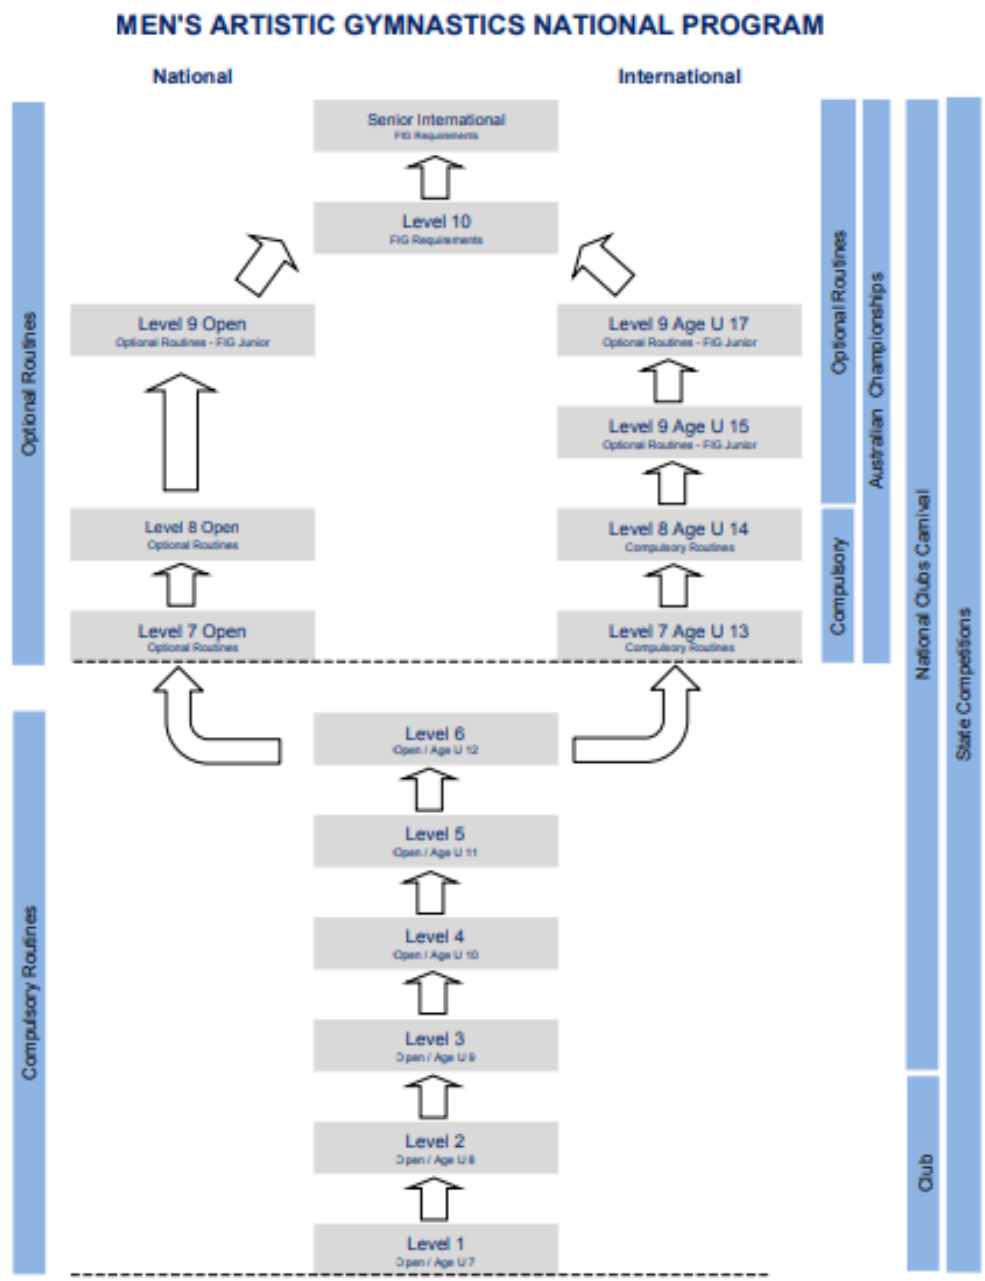 MEN'S ARTISTIC GYMNASTICS NATIONAL PROGRAM
National
International
Senior International
FIG Requirements
Level 10
FIG Requirements
Level 9 Open
Optional Routines - FIG Junior
Level 9 Age U 17
Optional Routines - FIG Junior
Level 9 Age U 15
Optional Routines - FIG Junior
Level 8 Open
Optional Routines
Level 8 Age U 14
Compulsory Routines
Level 7 Open
Optional Routines
Level 7 Age U 13
Compulsory Routines
Level 6
Open / Age U 12
Level 5
Open / Age U 11
Level 4
Open / Age U 10
Level 3
Open / Age U 9
Level 2
Open / Age U 8
Level 1
Open / Age U 7
Optional Routines
Compulsory Routines
Optional Routines
Compulsory
Australian Championships
National Clubs Carnival
Club
State Competitions